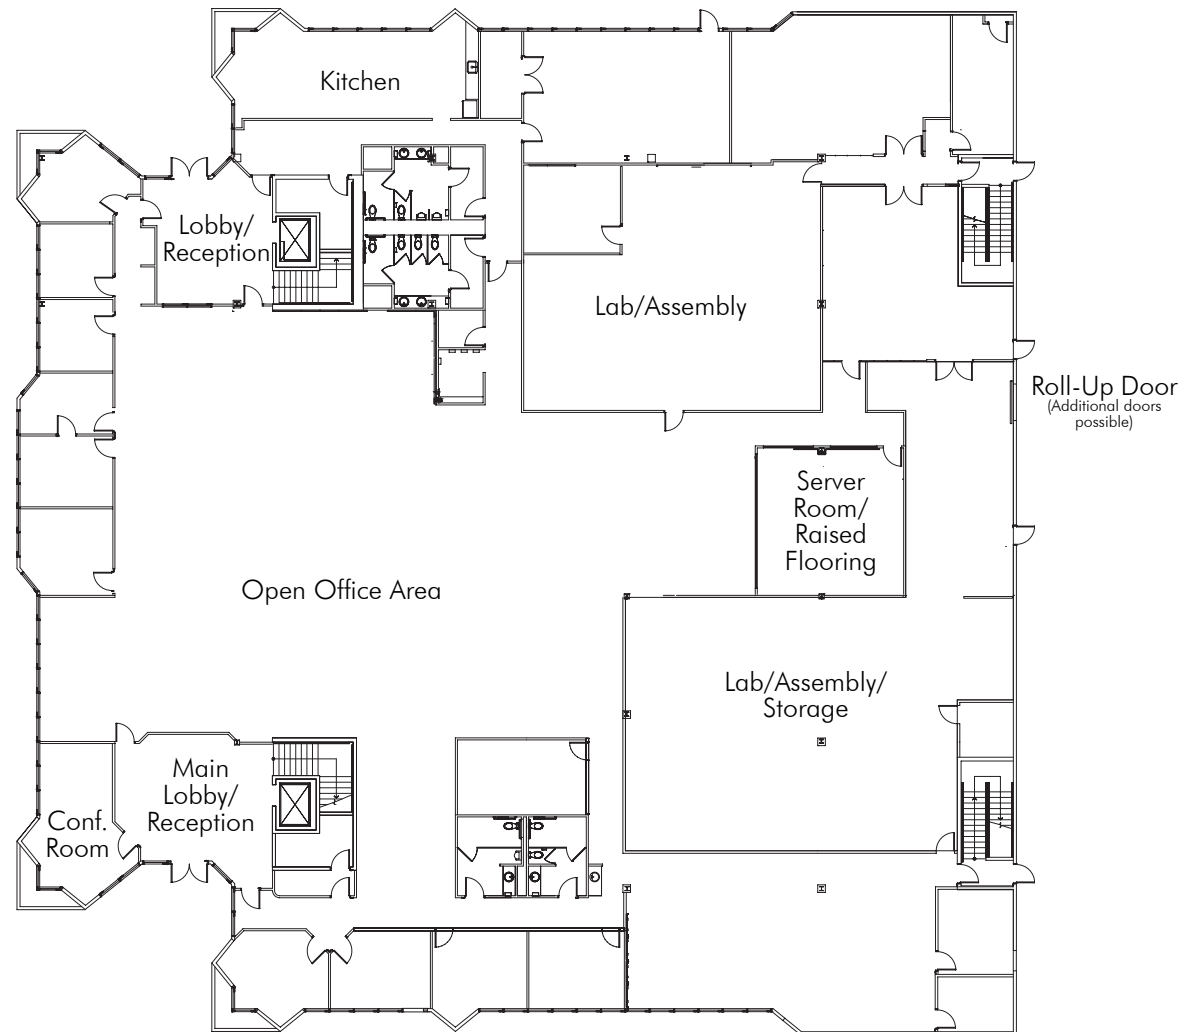 Kitchen
Lobby/
Reception
Lab/Assembly
Roll-Up Door
(Additional doors
possible)
Server
Room/
Raised
Flooring
Open Office Area
Lab/Assembly/
Storage
Main
Lobby/
Reception
Conf.
Room